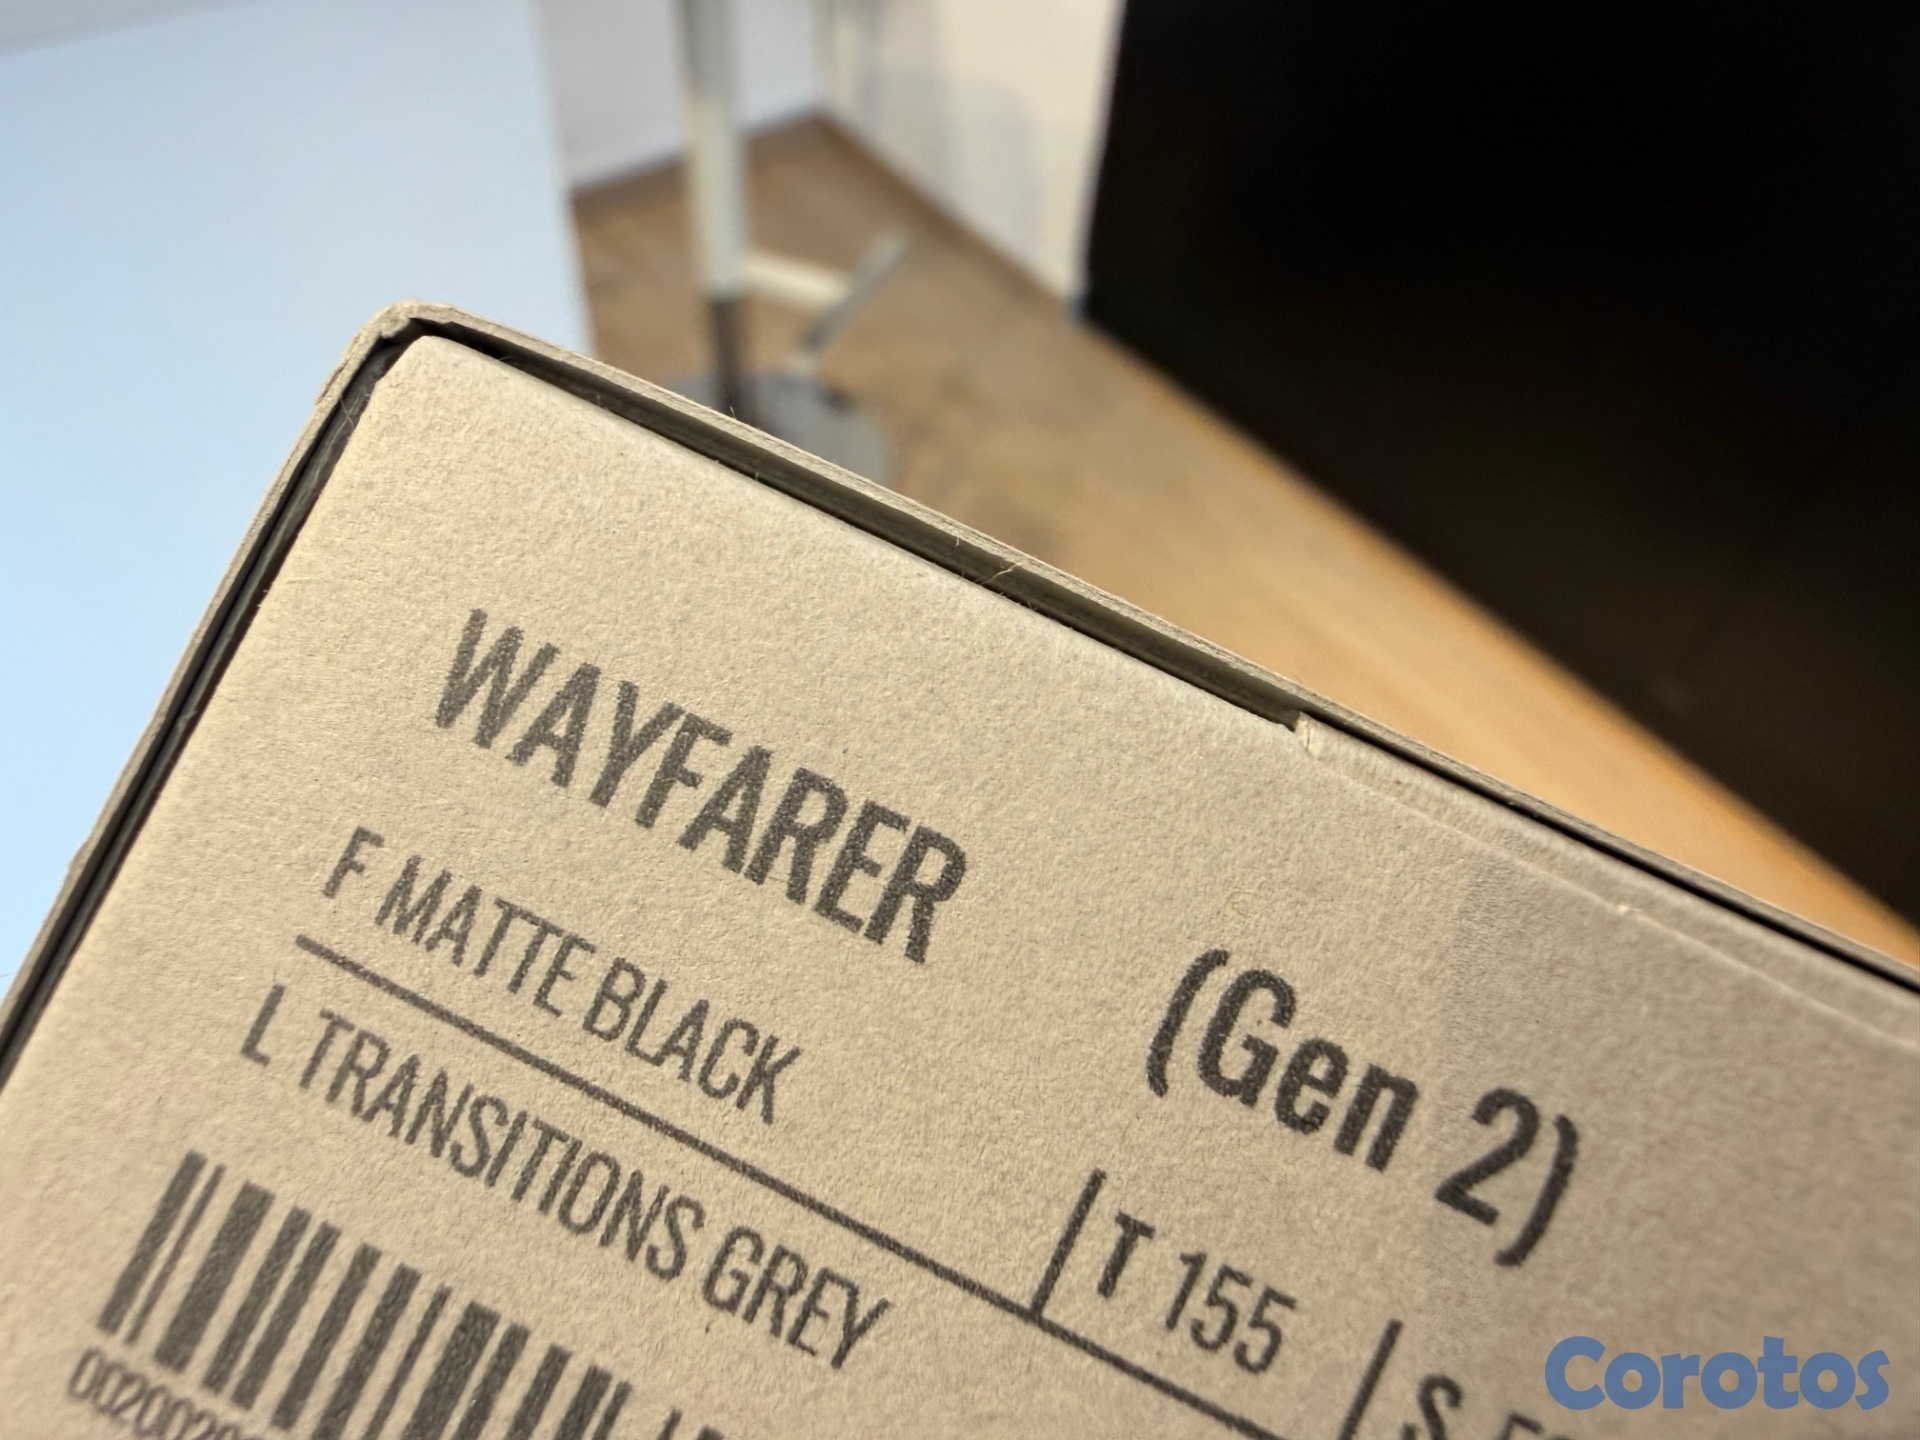 WAYFARER (Gen 2)
F MATTE BLACK
T 155
L TRANSITIONS GREY
S
Corotos